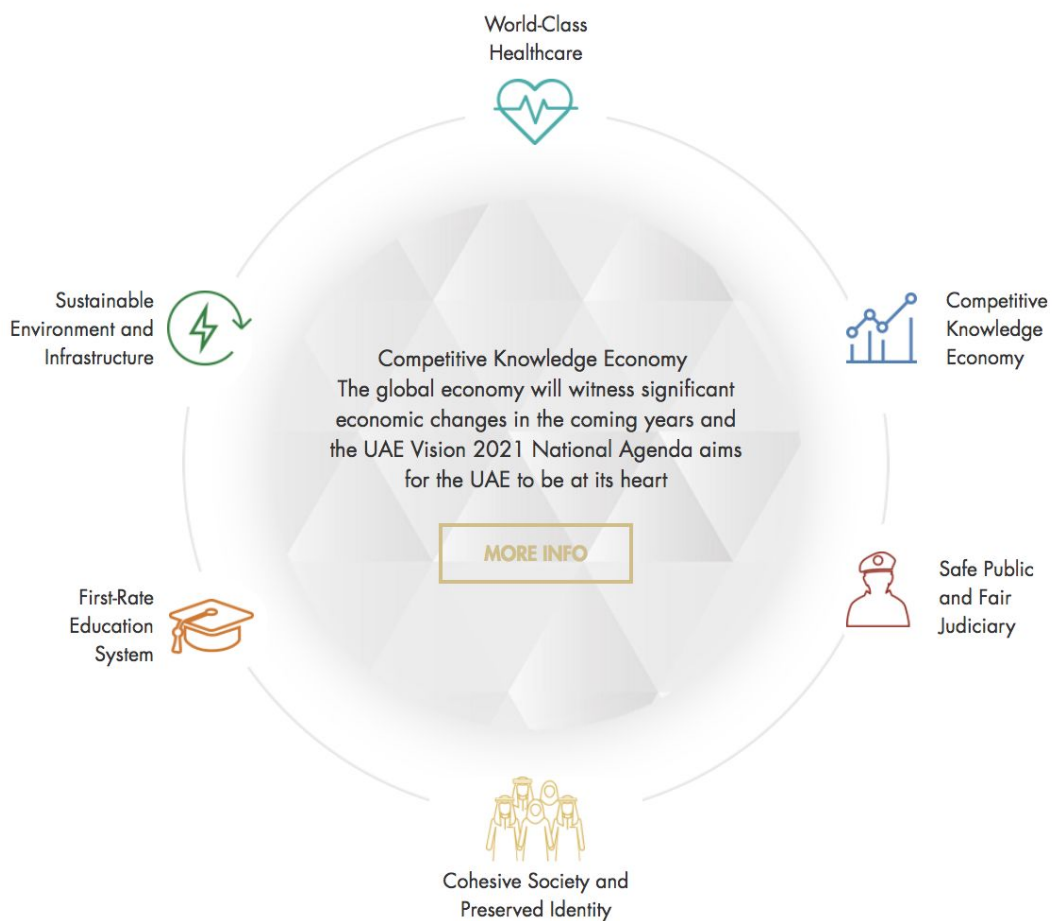 World-Class
Healthcare
Sustainable
Environment and
Infrastructure
Competitive
Knowledge
Economy
Competitive Knowledge Economy
The global economy will witness significant
economic changes in the coming years and
the UAE Vision 2021 National Agenda aims
for the UAE to be at its heart
MORE INFO
First-Rate
Education
System
Safe Public
and Fair
Judiciary
Cohesive Society and
Preserved Identity